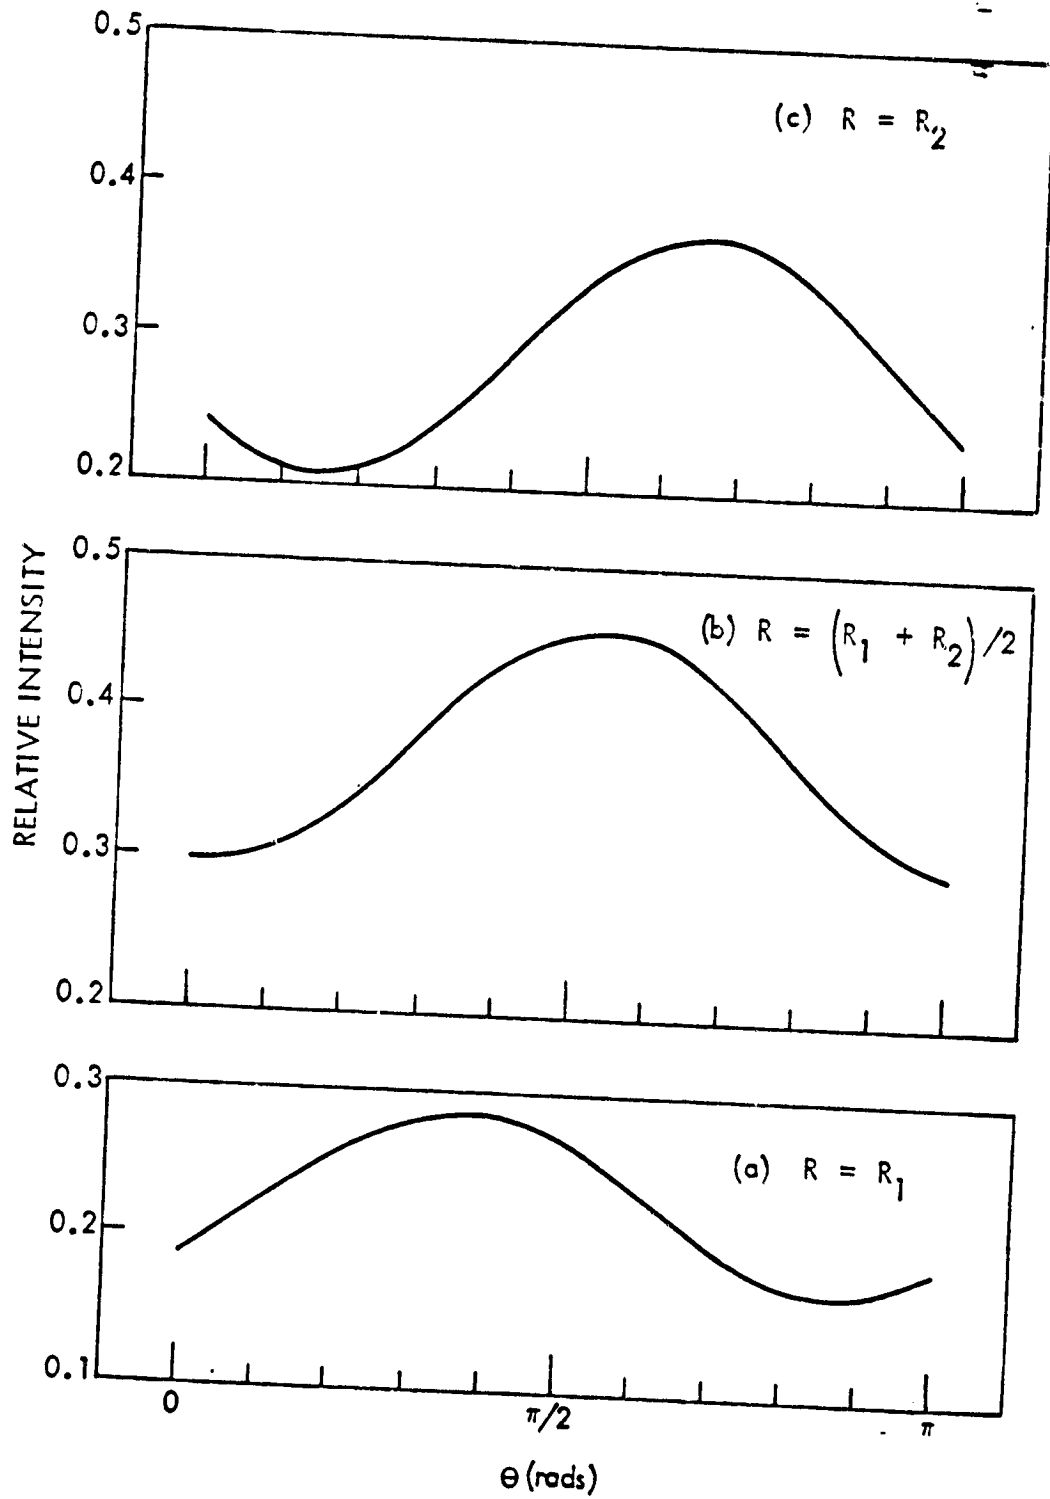 0.5
(c) R = R2
0.4
0.3
0.2
RELATIVE INTENSITY
0.5
(b) R = (R1 + R2)/2
0.4
0.3
0.2
0.3
(a) R = R1
0.2
0.1
0
π/2
π
θ (rads)